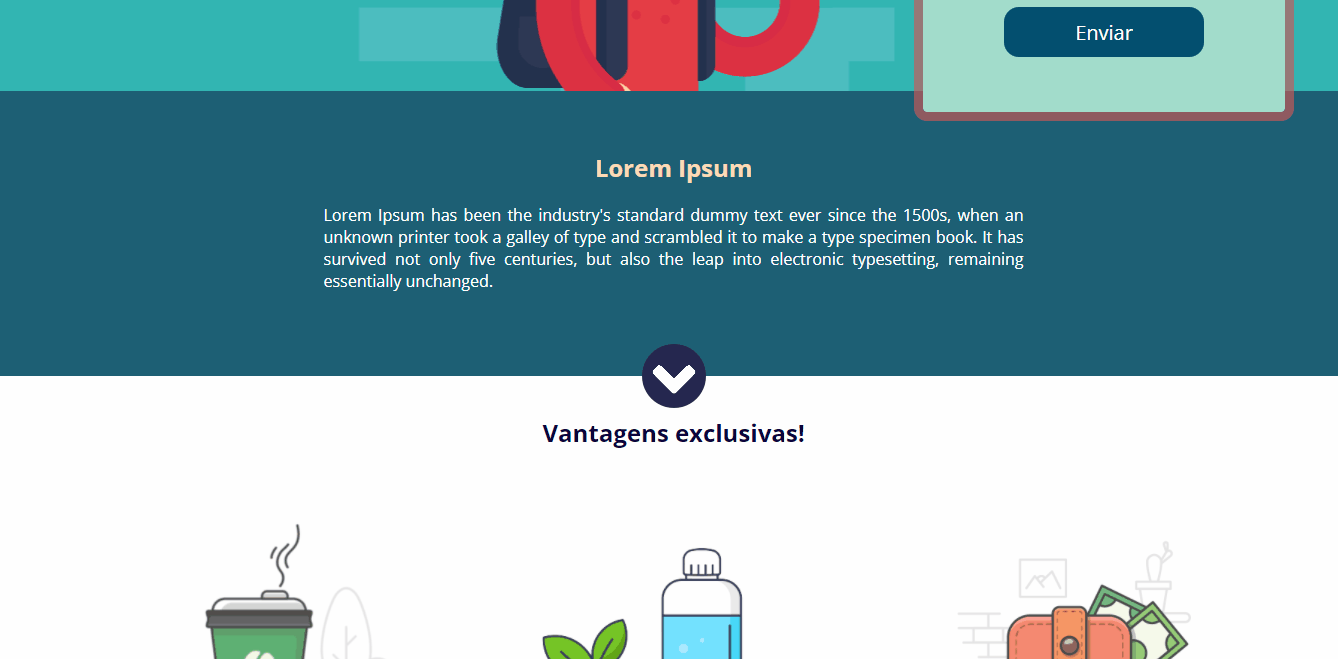 Enviar
Lorem Ipsum
Lorem Ipsum has been the industry's standard dummy text ever since the 1500s, when an
unknown printer took a galley of type and scrambled it to make a type specimen book. It has
survived not only five centuries, but also the leap into electronic typesetting, remaining
essentially unchanged.
Vantagens exclusivas!